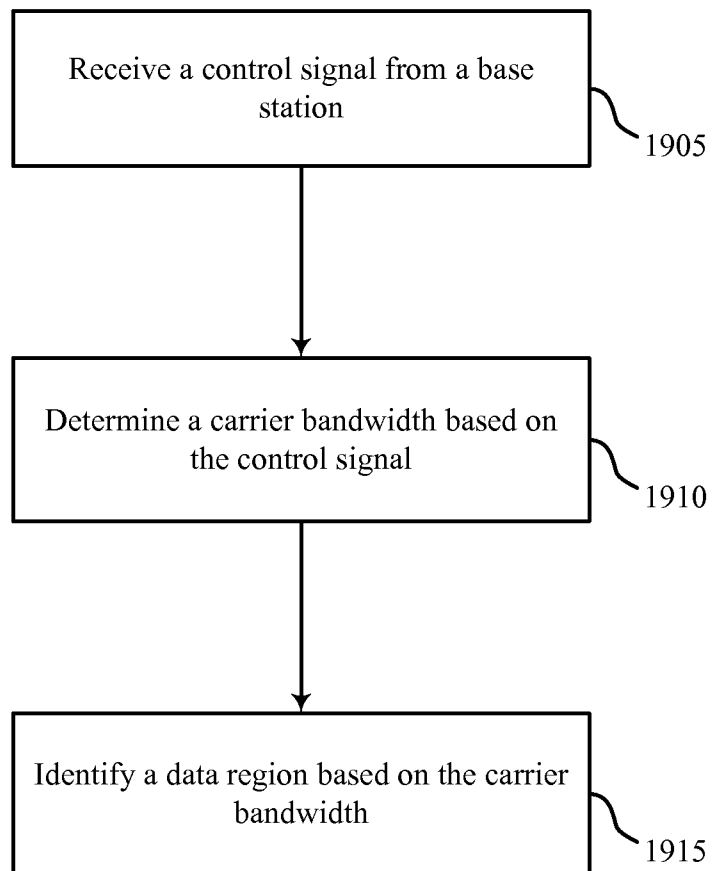 Receive a control signal from a base
station
1905
Determine a carrier bandwidth based on
the control signal
1910
Identify a data region based on the carrier
bandwidth
1915